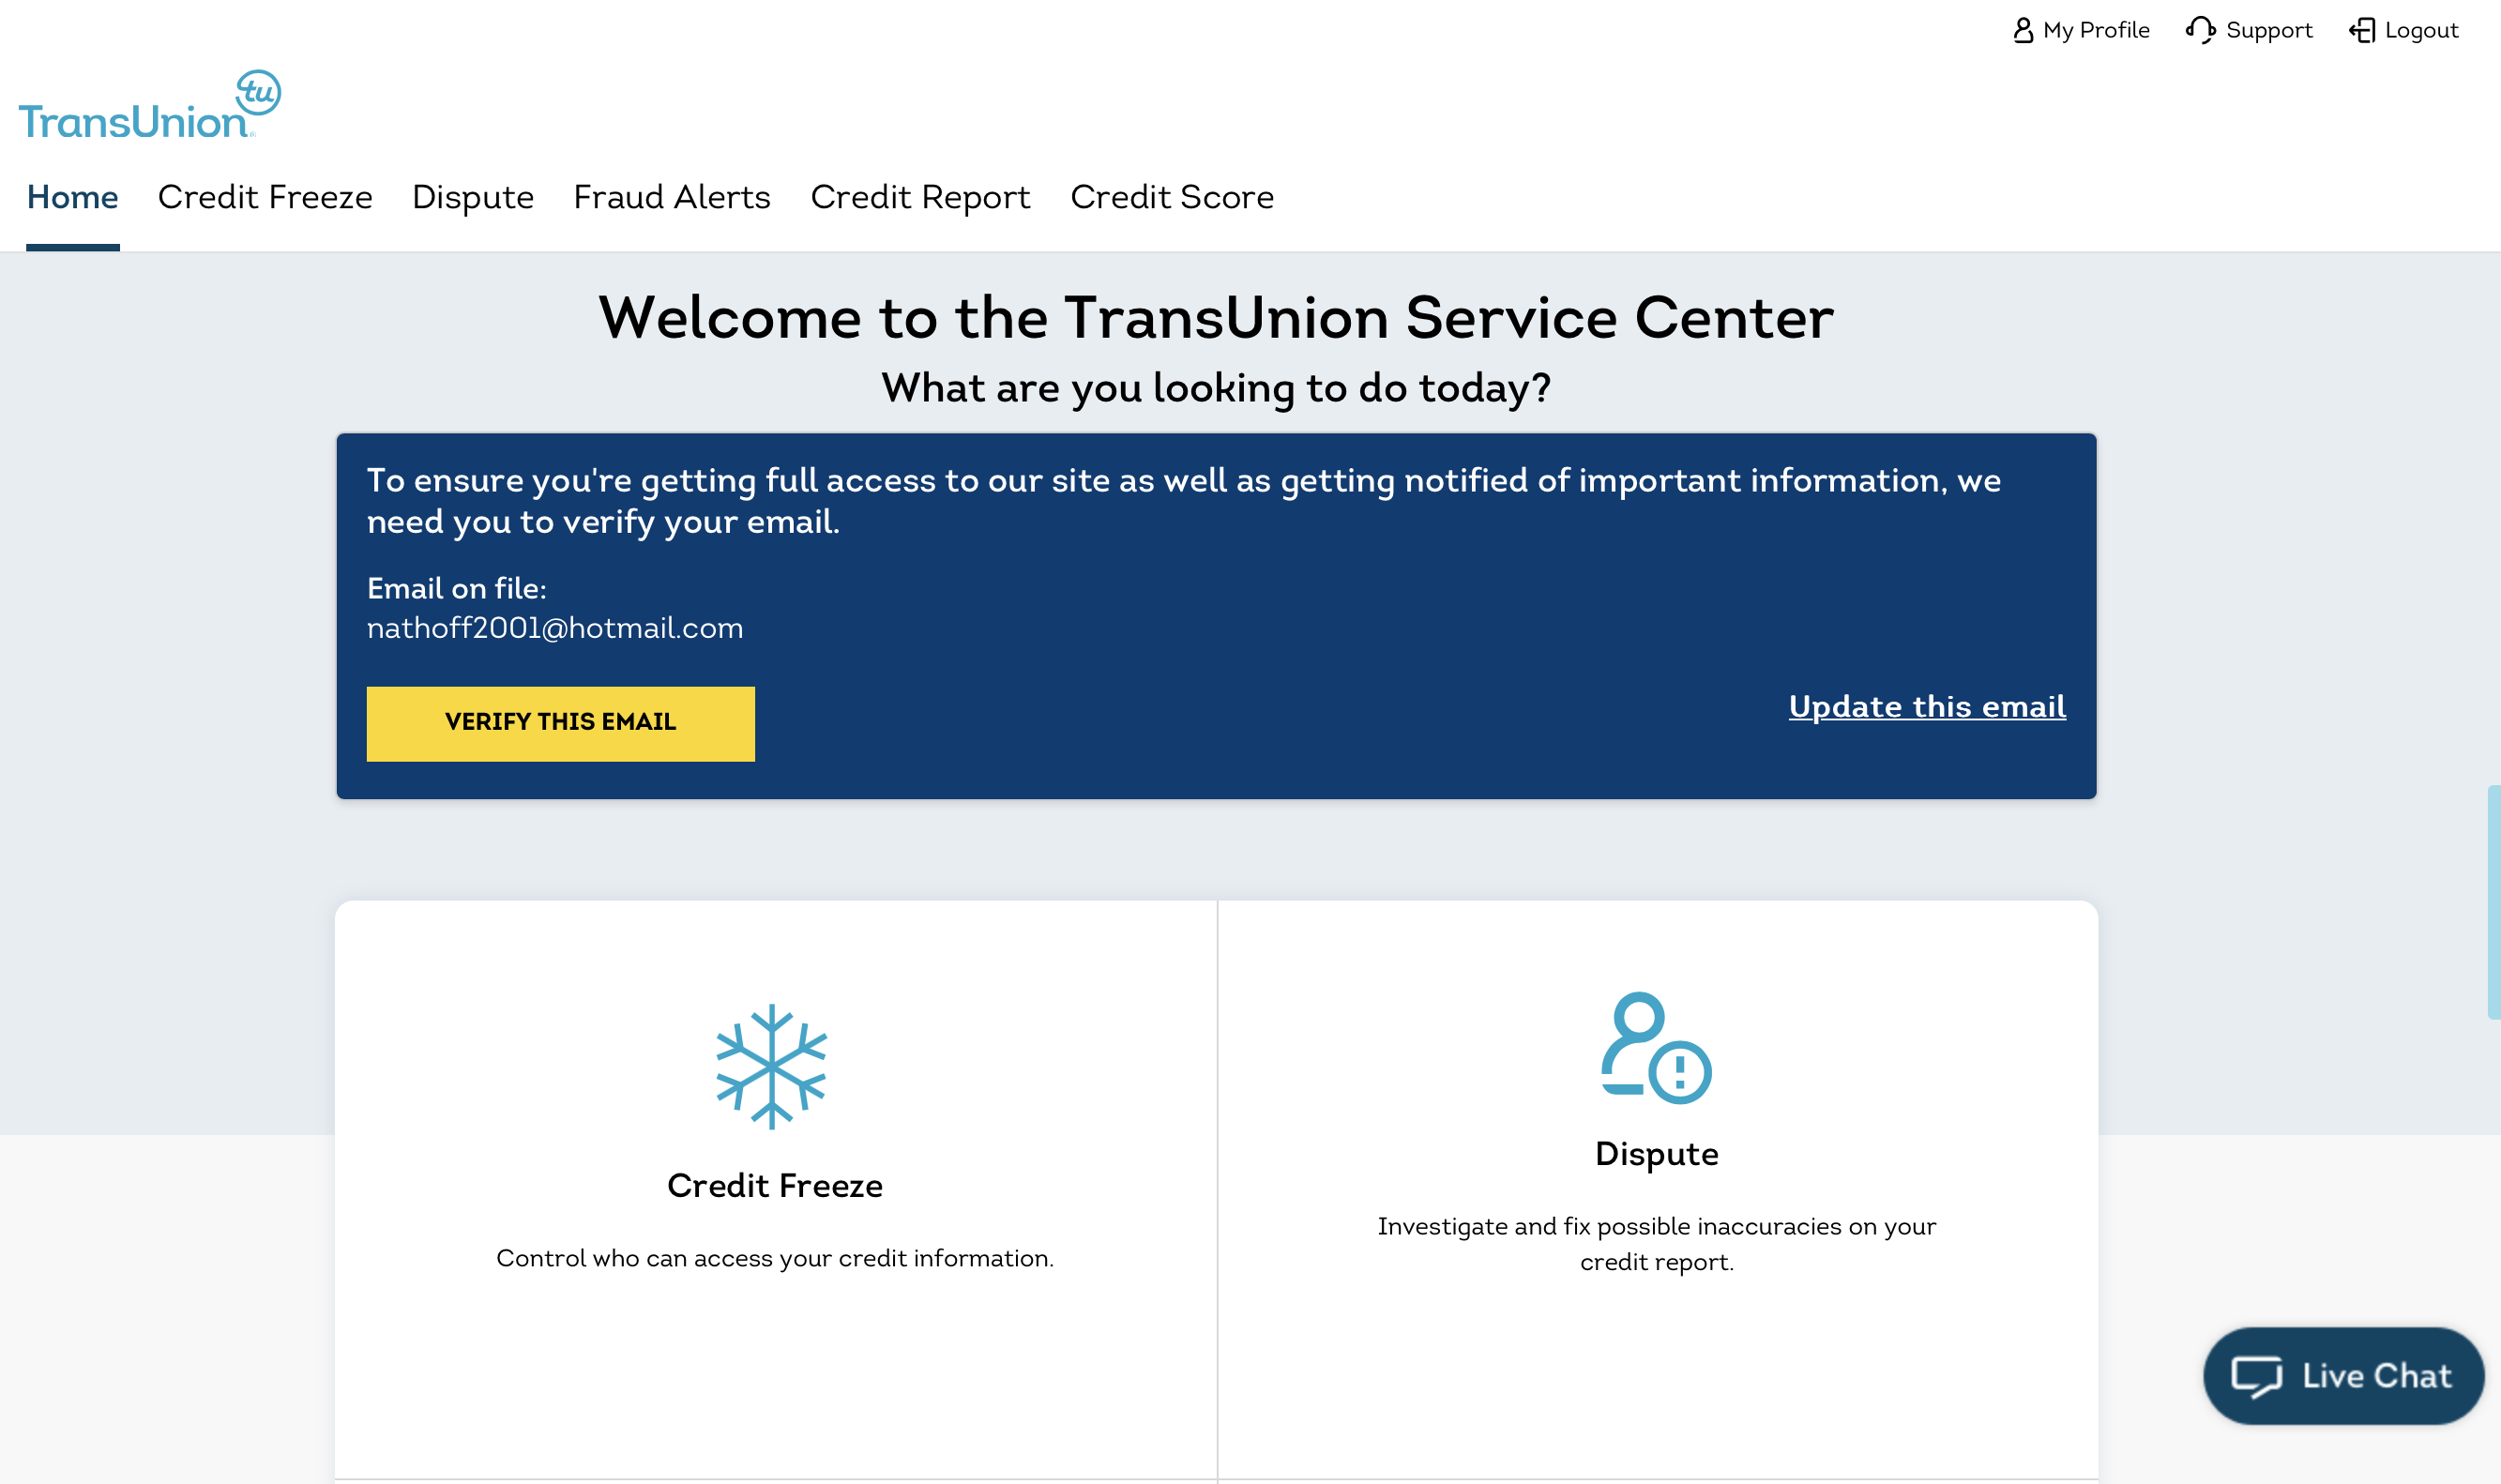 My Profile
Support
Logout
tu
TransUnion®
Home
Credit Freeze
Dispute
Fraud Alerts
Credit Report
Credit Score
Welcome to the TransUnion Service Center
What are you looking to do today?
To ensure you're getting full access to our site as well as getting notified of important information, we
need you to verify your email.
Email on file:
nathoff2001@hotmail.com
VERIFY THIS EMAIL
Update this email
Credit Freeze
Control who can access your credit information.
Dispute
Investigate and fix possible inaccuracies on your
credit report.
Live Chat